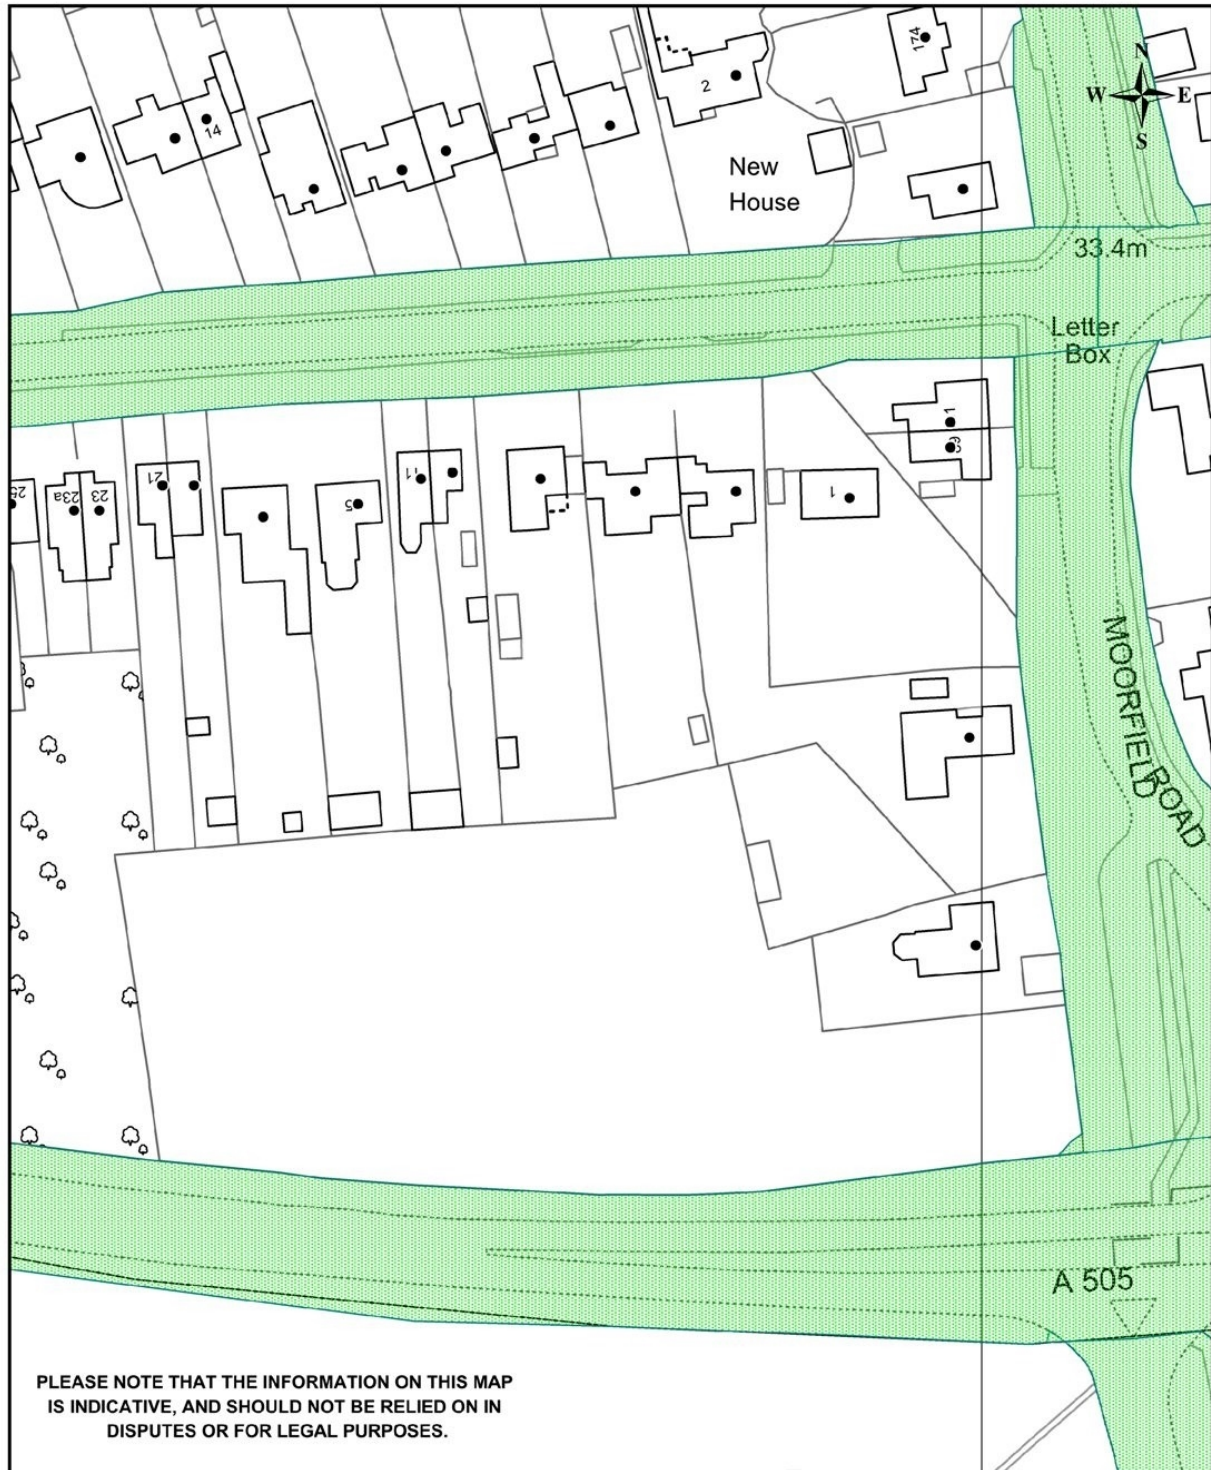 174
N
W E
S
2
14
New
House
33.4m
Letter
Box
1
21
11
23a
23
5
1
MOORFIELD
ROAD
A 505
PLEASE NOTE THAT THE INFORMATION ON THIS MAP
IS INDICATIVE, AND SHOULD NOT BE RELIED ON IN
DISPUTES OR FOR LEGAL PURPOSES.